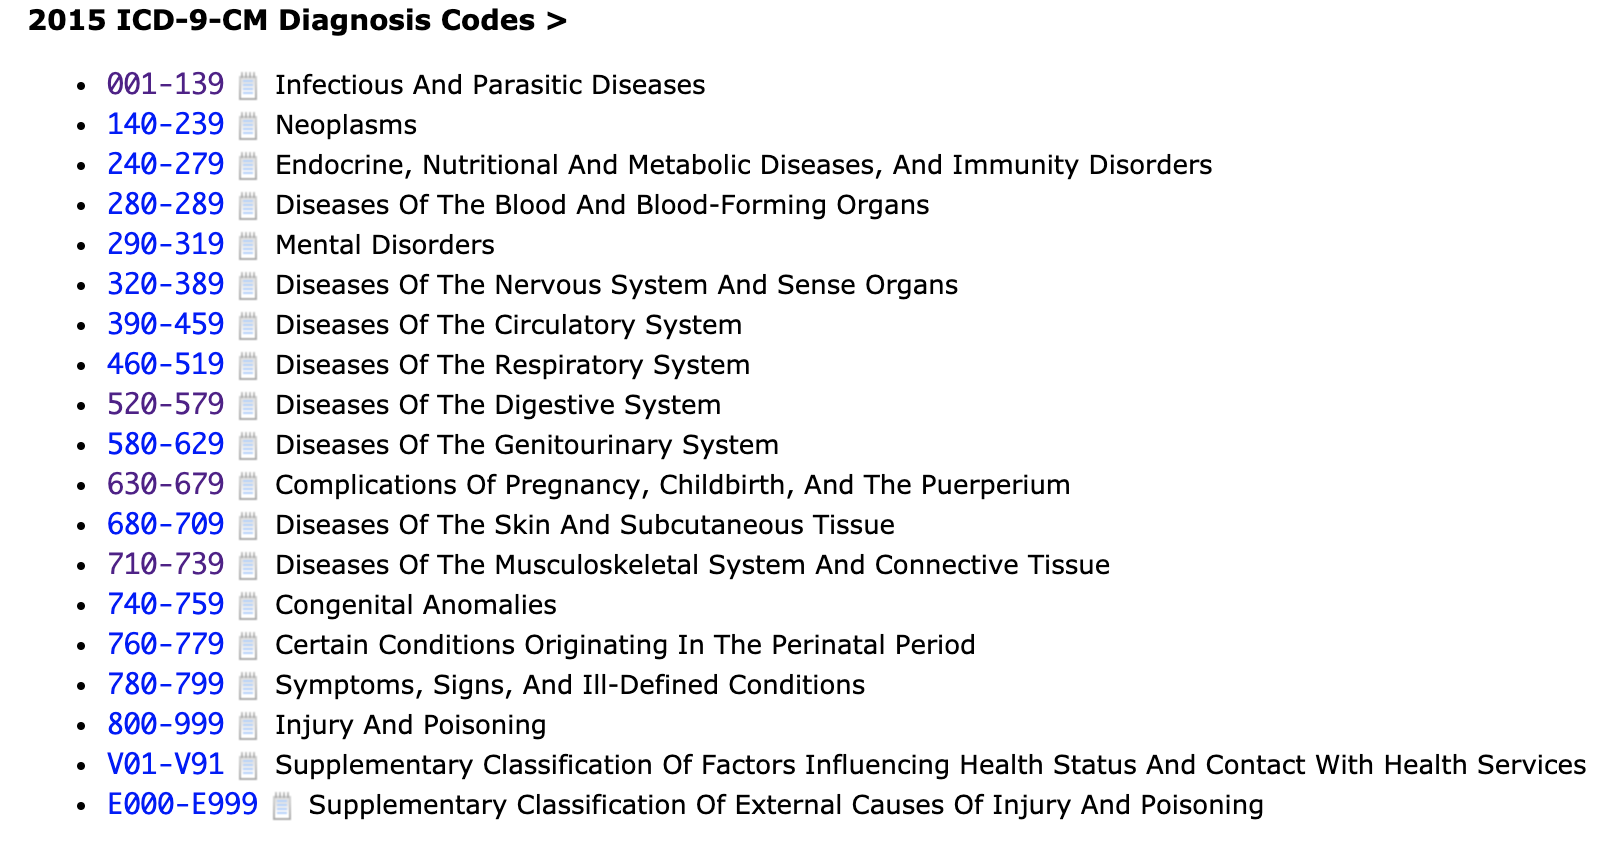 2015 ICD-9-CM Diagnosis Codes >
• 001-139 Infectious And Parasitic Diseases
• 140-239 Neoplasms
• 240-279 Endocrine, Nutritional And Metabolic Diseases, And Immunity Disorders
• 280-289 Diseases Of The Blood And Blood-Forming Organs
• 290-319 Mental Disorders
• 320-389 Diseases Of The Nervous System And Sense Organs
• 390-459 Diseases Of The Circulatory System
• 460-519 Diseases Of The Respiratory System
• 520-579 Diseases Of The Digestive System
• 580-629 Diseases Of The Genitourinary System
• 630-679 Complications Of Pregnancy, Childbirth, And The Puerperium
• 680-709 Diseases Of The Skin And Subcutaneous Tissue
• 710-739 Diseases Of The Musculoskeletal System And Connective Tissue
• 740-759 Congenital Anomalies
• 760-779 Certain Conditions Originating In The Perinatal Period
• 780-799 Symptoms, Signs, And Ill-Defined Conditions
• 800-999 Injury And Poisoning
• V01-V91 Supplementary Classification Of Factors Influencing Health Status And Contact With Health Services
• E000-E999 Supplementary Classification Of External Causes Of Injury And Poisoning